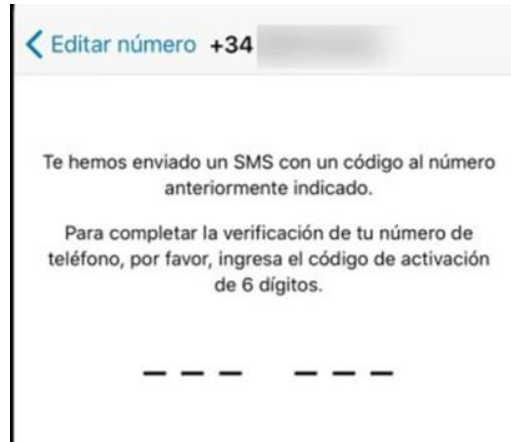 Editar número +34
Te hemos enviado un SMS con un código al número
anteriormente indicado.
Para completar la verificación de tu número de
teléfono, por favor, ingresa el código de activación
de 6 dígitos.